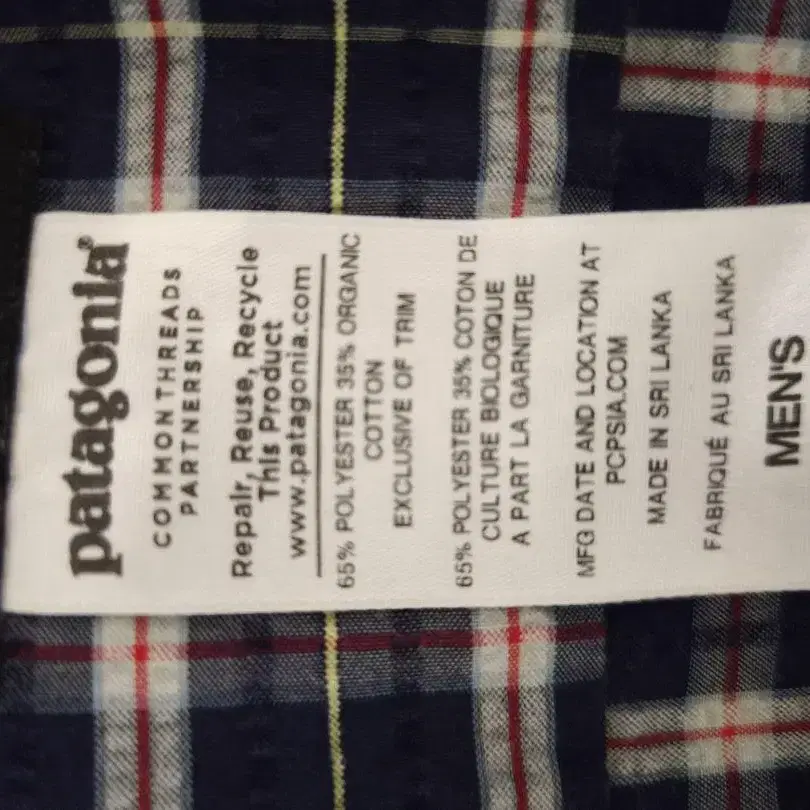 patagonia®
COMMON THREADS
PARTNERSHIP
Repair, Reuse, Recycle
This Product
www.patagonia.com
65% POLYESTER 35% ORGANIC
COTTON
EXCLUSIVE OF TRIM
65% POLYESTER 35% COTON DE
CULTURE BIOLOGIQUE
A PART LA GARNITURE
MFG DATE AND LOCATION AT
PCPSIA.COM
MADE IN SRI LANKA
FABRIQUÉ AU SRI LANKA
MEN'S